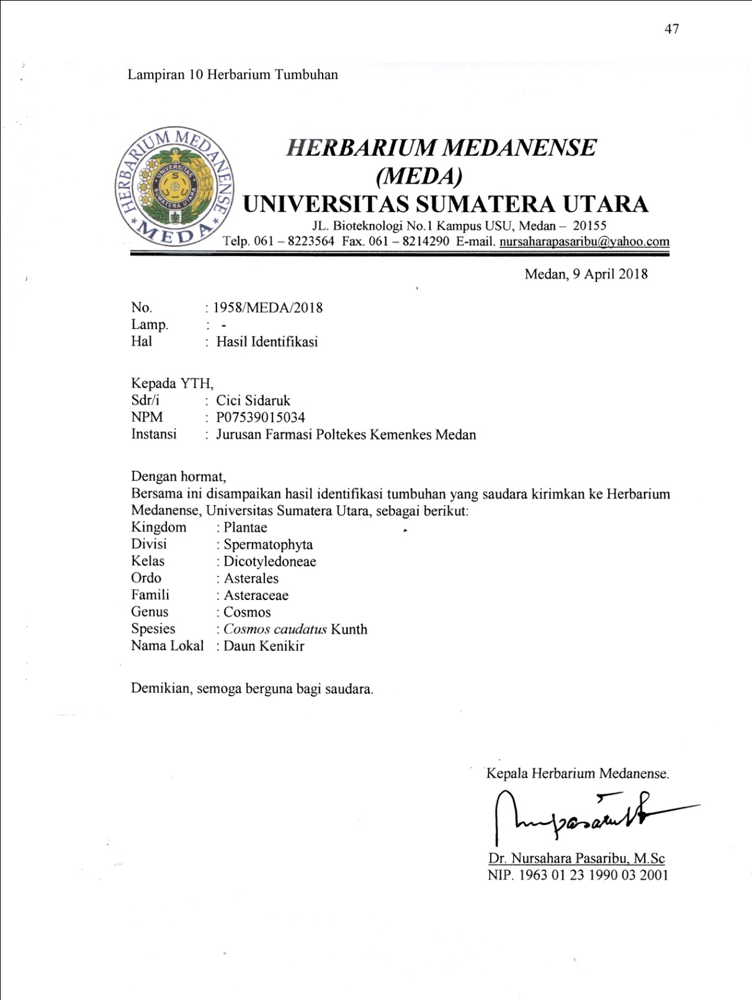 47
Lampiran 10 Herbarium Tumbuhan
HERBARIUM MEDANENSE
* MEDA *
UNIVERSITAS
SUMATERA UTARA
HERBARIUM MEDANENSE
(MEDA)
UNIVERSITAS SUMATERA UTARA
JL. Bioteknologi No.1 Kampus USU, Medan – 20155
Telp. 061 – 8223564 Fax. 061 – 8214290 E-mail. nursaharapasaribu@yahoo.com
Medan, 9 April 2018
No. : 1958/MEDA/2018
Lamp. : -
Hal : Hasil Identifikasi
Kepada YTH,
Sdr/i : Cici Sidaruk
NPM : P07539015034
Instansi : Jurusan Farmasi Poltekes Kemenkes Medan
Dengan hormat,
Bersama ini disampaikan hasil identifikasi tumbuhan yang saudara kirimkan ke Herbarium
Medanense, Universitas Sumatera Utara, sebagai berikut:
Kingdom : Plantae
Divisi : Spermatophyta
Kelas : Dicotyledoneae
Ordo : Asterales
Famili : Asteraceae
Genus : Cosmos
Spesies : Cosmos caudatus Kunth
Nama Lokal : Daun Kenikir
Demikian, semoga berguna bagi saudara.
Kepala Herbarium Medanense.
Dr. Nursahara Pasaribu, M.Sc
NIP. 1963 01 23 1990 03 2001